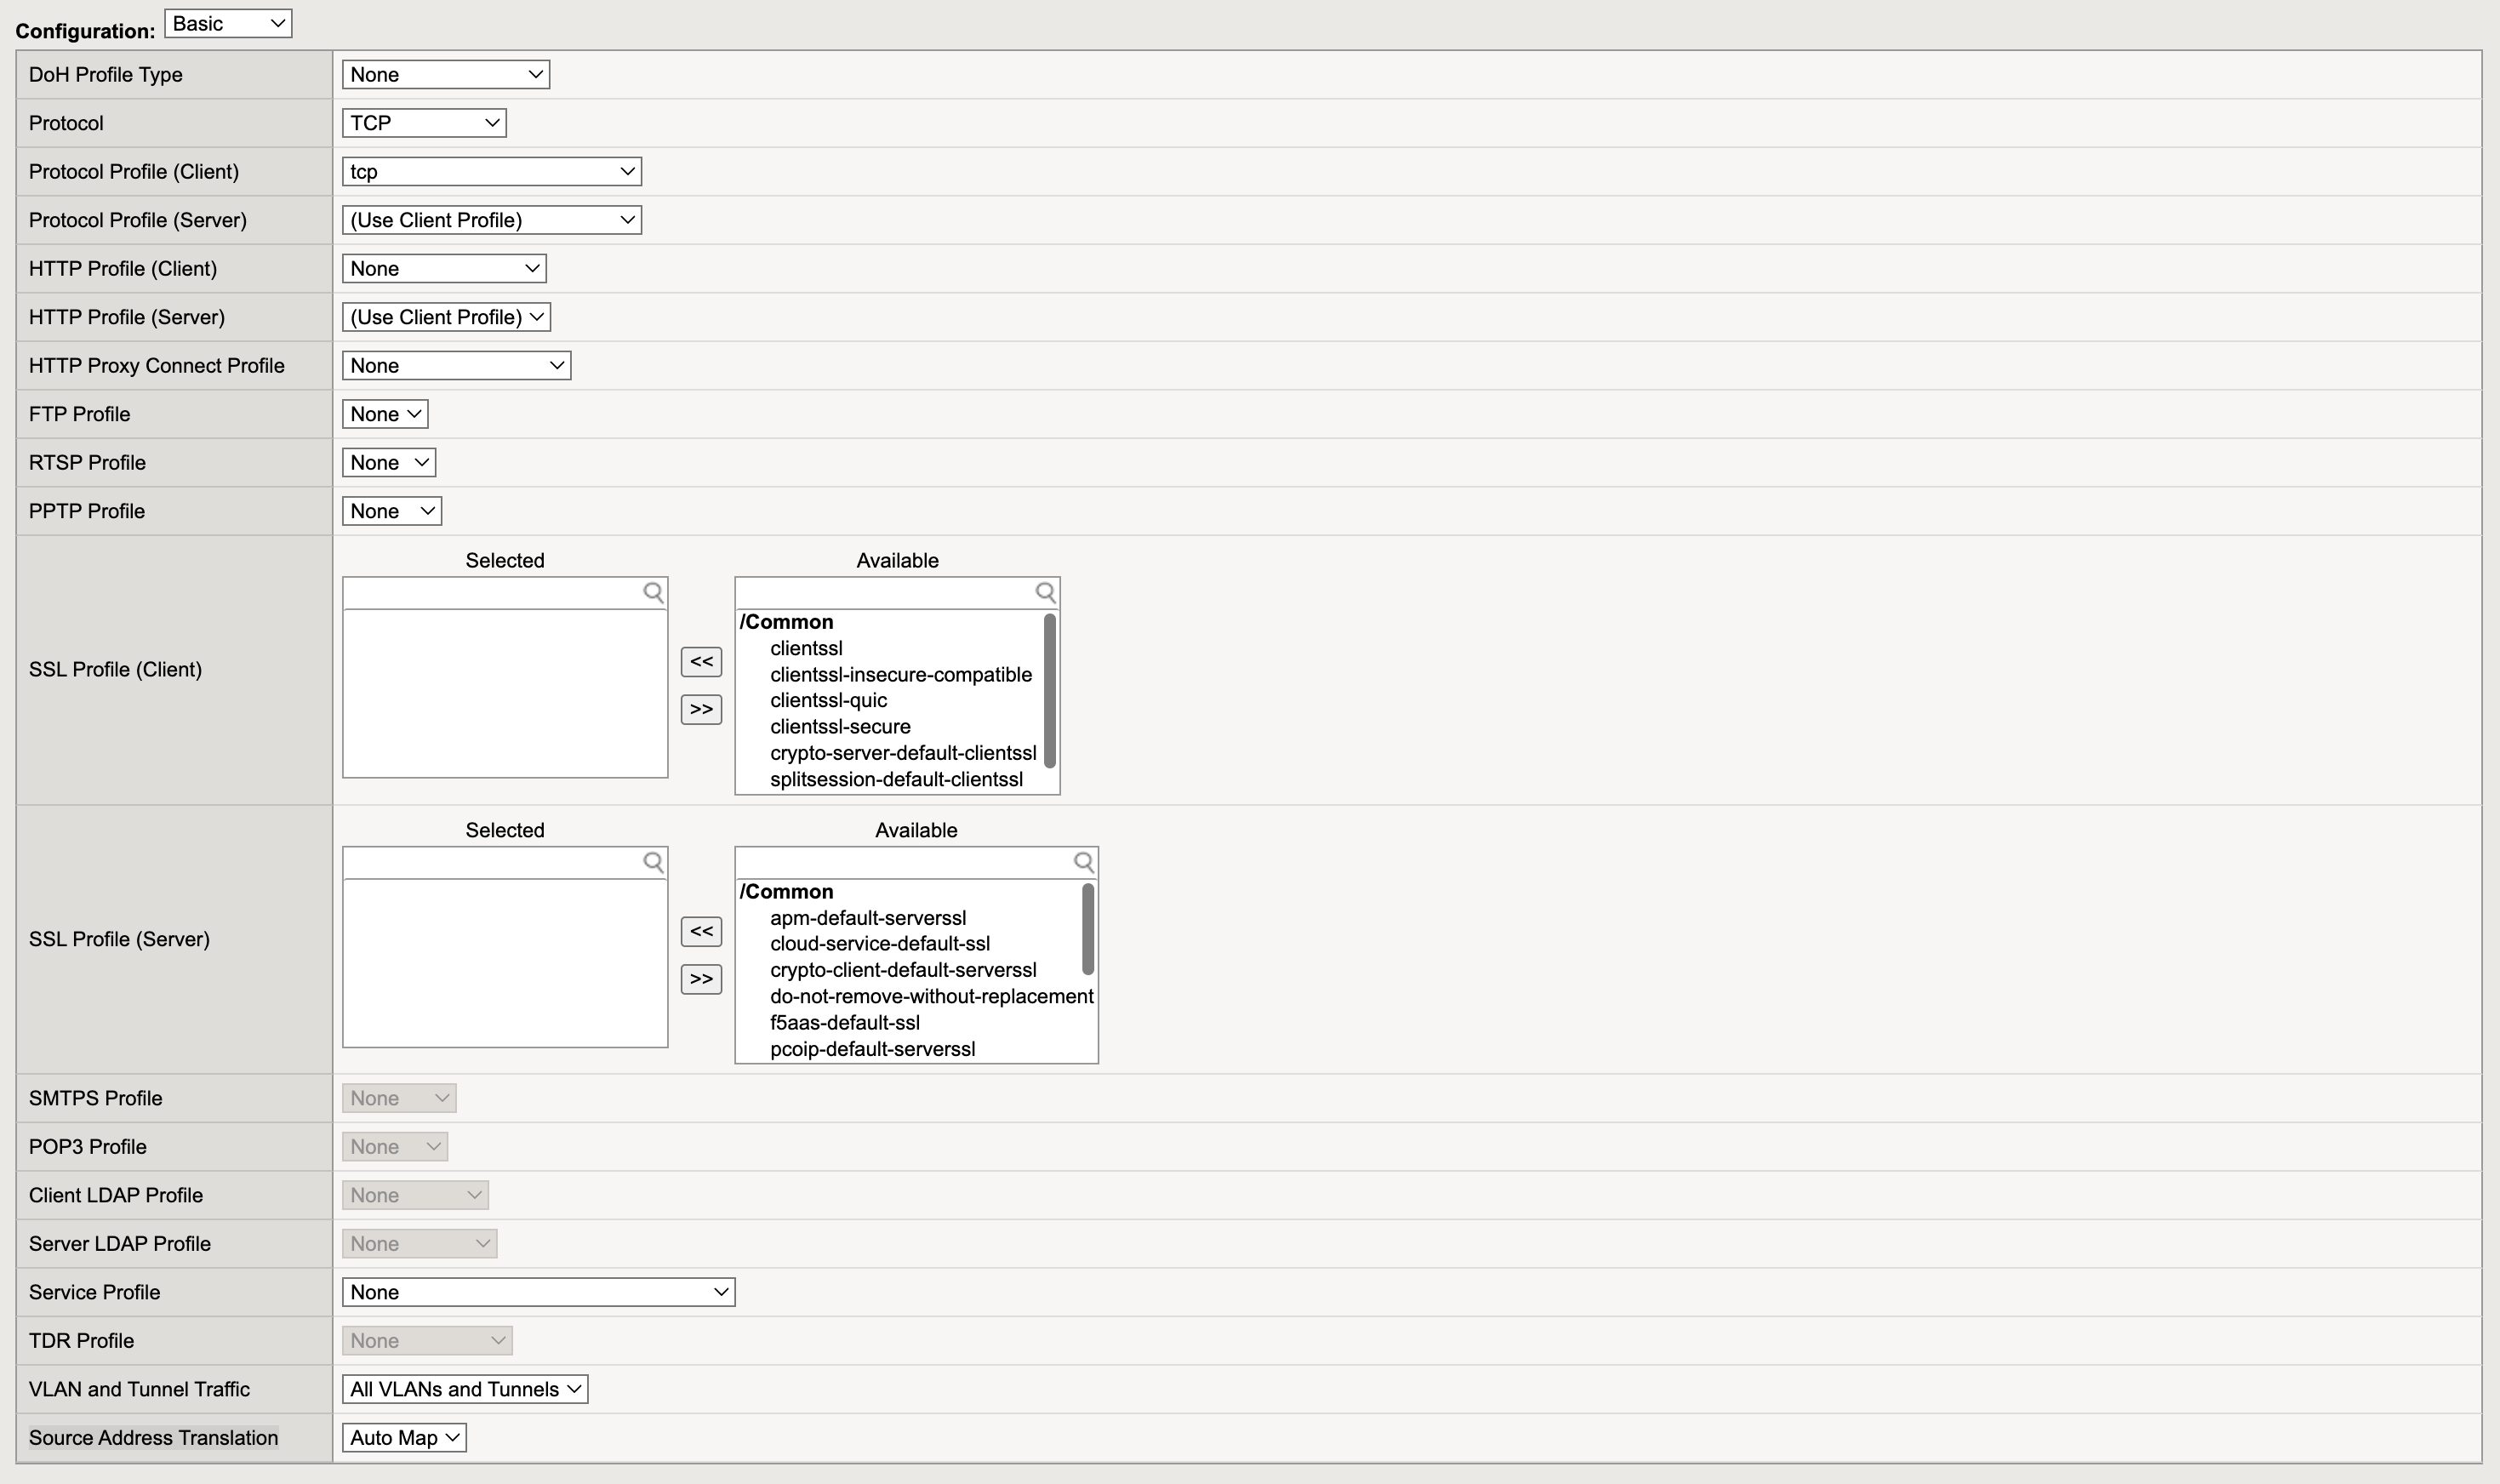 Configuration: Basic
DoH Profile Type None
Protocol TCP
Protocol Profile (Client) tcp
Protocol Profile (Server) (Use Client Profile)
HTTP Profile (Client) None
HTTP Profile (Server) (Use Client Profile)
HTTP Proxy Connect Profile None
FTP Profile None
RTSP Profile None
PPTP Profile None
SSL Profile (Client)
Selected
<<
>>
Available
/Common
clientssl
clientssl-insecure-compatible
clientssl-quic
clientssl-secure
crypto-server-default-clientssl
splitsession-default-clientssl
SSL Profile (Server)
Selected
<<
>>
Available
/Common
apm-default-serverssl
cloud-service-default-ssl
crypto-client-default-serverssl
do-not-remove-without-replacement
f5aas-default-ssl
pcoip-default-serverssl
SMTPS Profile None
POP3 Profile None
Client LDAP Profile None
Server LDAP Profile None
Service Profile None
TDR Profile None
VLAN and Tunnel Traffic All VLANs and Tunnels
Source Address Translation Auto Map